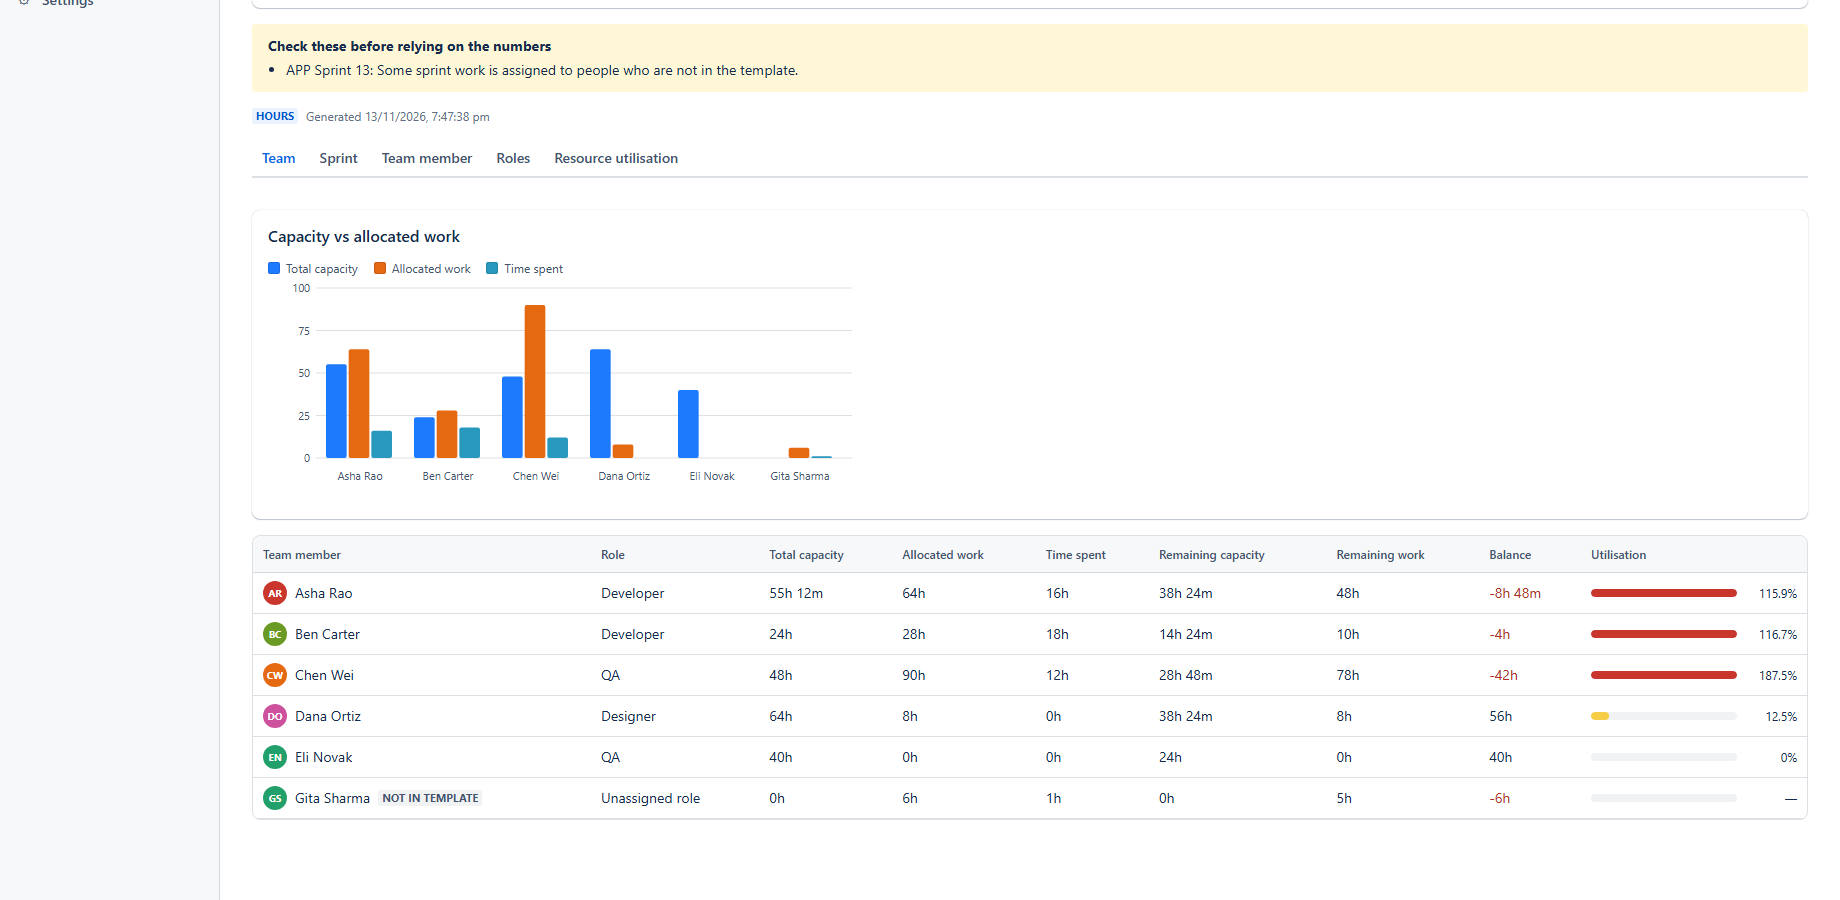 Settings
Check these before relying on the numbers
• APP Sprint 13: Some sprint work is assigned to people who are not in the template.
HOURS Generated 13/11/2026, 7:47:38 pm
Team Sprint Team member Roles Resource utilisation
Capacity vs allocated work
Total capacity Allocated work Time spent
100
75
50
25
0
Asha Rao Ben Carter Chen Wei Dana Ortiz Eli Novak Gita Sharma
Team member Role Total capacity Allocated work Time spent Remaining capacity Remaining work Balance Utilisation
AR Asha Rao Developer 55h 12m 64h 16h 38h 24m 48h -8h 48m 115.9%
BC Ben Carter Developer 24h 28h 18h 14h 24m 10h -4h 116.7%
CW Chen Wei QA 48h 90h 12h 28h 48m 78h -42h 187.5%
DO Dana Ortiz Designer 64h 8h 0h 38h 24m 8h 56h 12.5%
EN Eli Novak QA 40h 0h 0h 24h 0h 40h 0%
GS Gita Sharma NOT IN TEMPLATE Unassigned role 0h 6h 1h 0h 5h -6h —